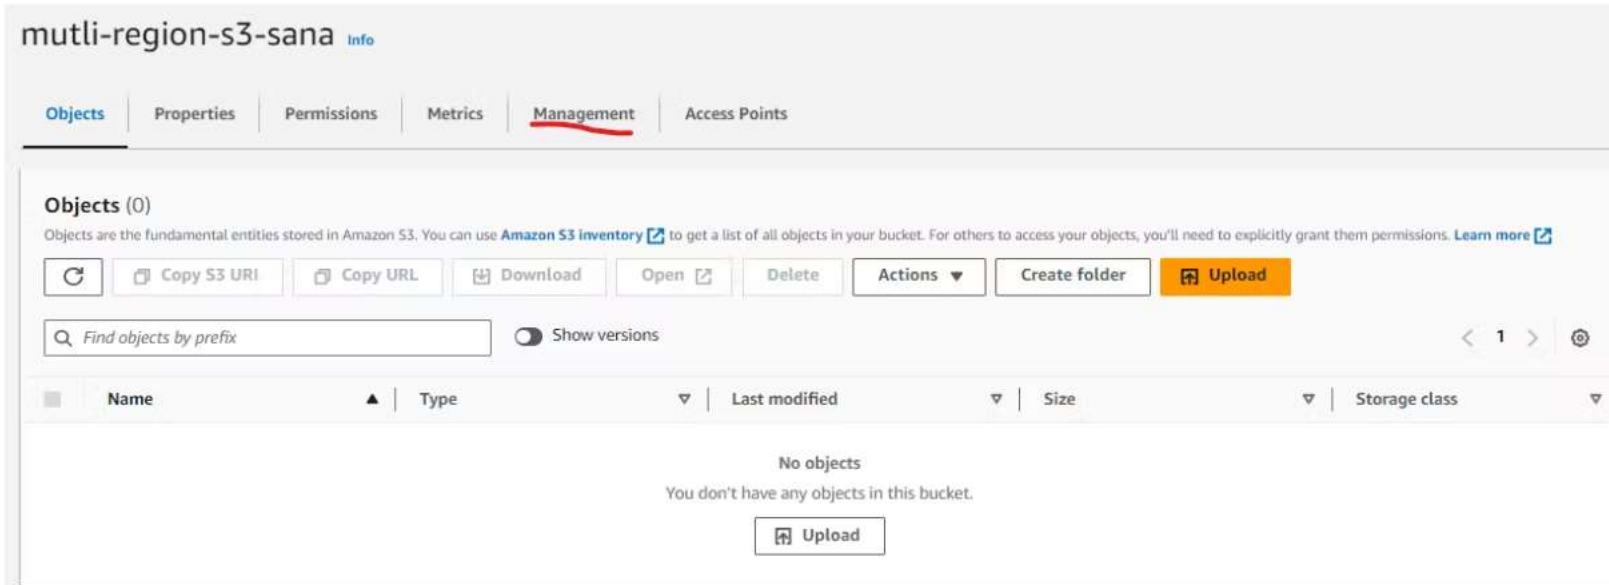 mutli-region-s3-sana Info
Objects Properties Permissions Metrics Management Access Points
Objects (0)
Objects are the fundamental entities stored in Amazon S3. You can use Amazon S3 inventory to get a list of all objects in your bucket. For others to access your objects, you'll need to explicitly grant them permissions. Learn more
Copy S3 URI Copy URL Download Open Delete Actions Create folder Upload
Find objects by prefix Show versions 1
Name Type Last modified Size Storage class
No objects
You don't have any objects in this bucket.
Upload